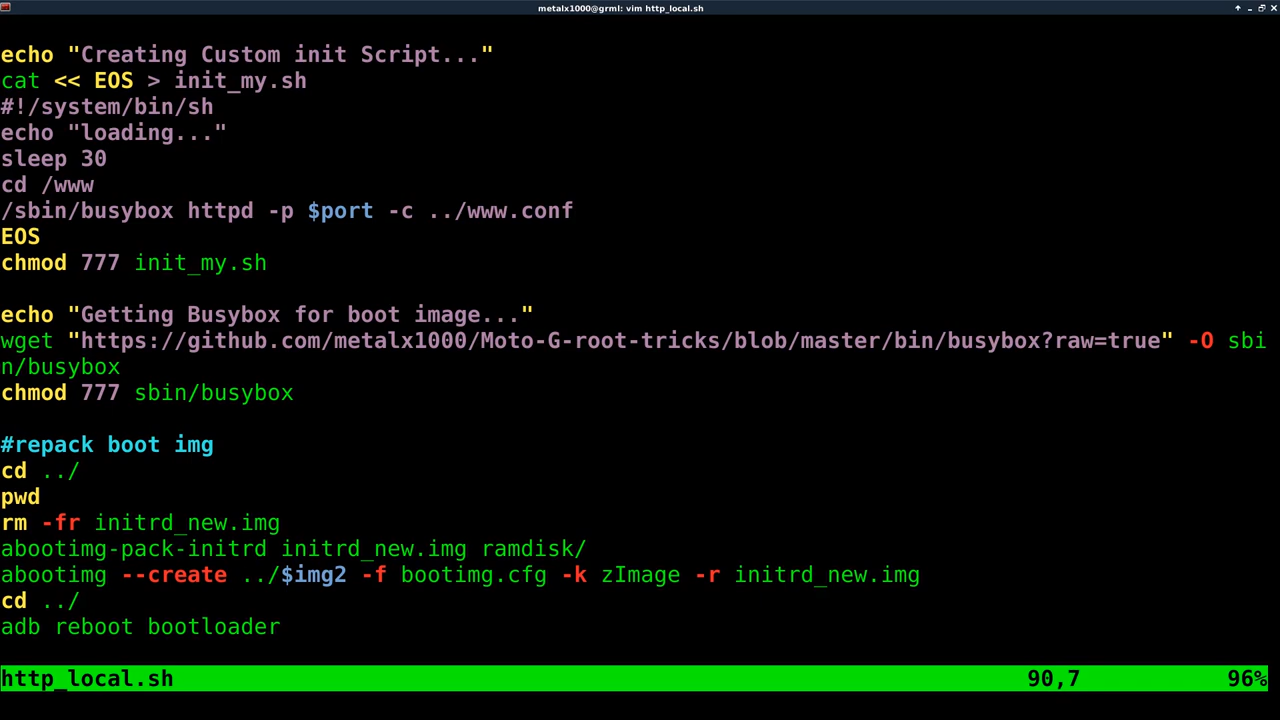 metalx1000@grml: vim http_local.sh
echo "Creating Custom init Script..."
cat << EOS > init_my.sh
#!/system/bin/sh
echo "loading..."
sleep 30
cd /www
/sbin/busybox httpd -p $port -c ../www.conf
EOS
chmod 777 init_my.sh
echo "Getting Busybox for boot image..."
wget "https://github.com/metalx1000/Moto-G-root-tricks/blob/master/bin/busybox?raw=true" -O sbi
n/busybox
chmod 777 sbin/busybox
#repack boot img
cd ../
pwd
rm -fr initrd_new.img
abootimg-pack-initrd initrd_new.img ramdisk/
abootimg --create ../$img2 -f bootimg.cfg -k zImage -r initrd_new.img
cd ../
adb reboot bootloader
http_local.sh 90,7 96%